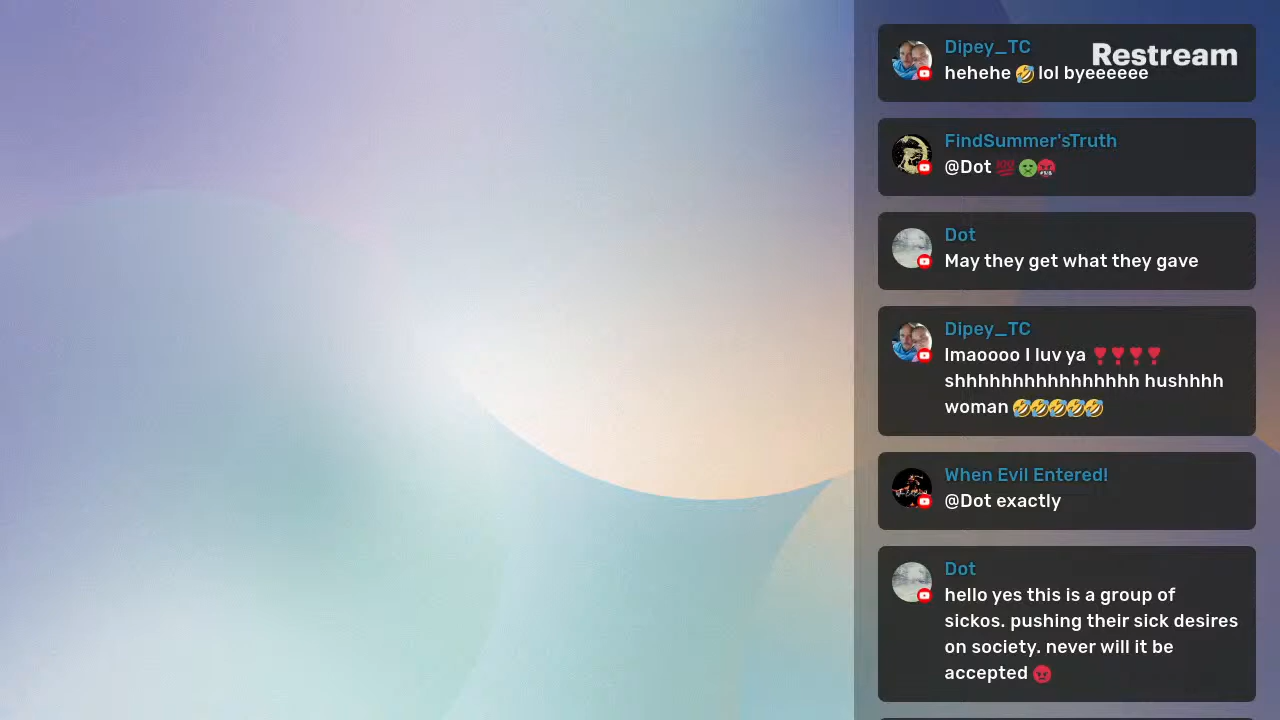 Dipey_TC
Restream
hehehe 🤣 lol byeeeeee
FindSummer'sTruth
@Dot 💯🤢🤬
Dot
May they get what they gave
Dipey_TC
lmaoooo I luv ya ❣❣❣❣
shhhhhhhhhhhhhhhh hushhhh
woman 🤣🤣🤣🤣🤣
When Evil Entered!
@Dot exactly
Dot
hello yes this is a group of
sickos. pushing their sick desires
on society. never will it be
accepted 😡